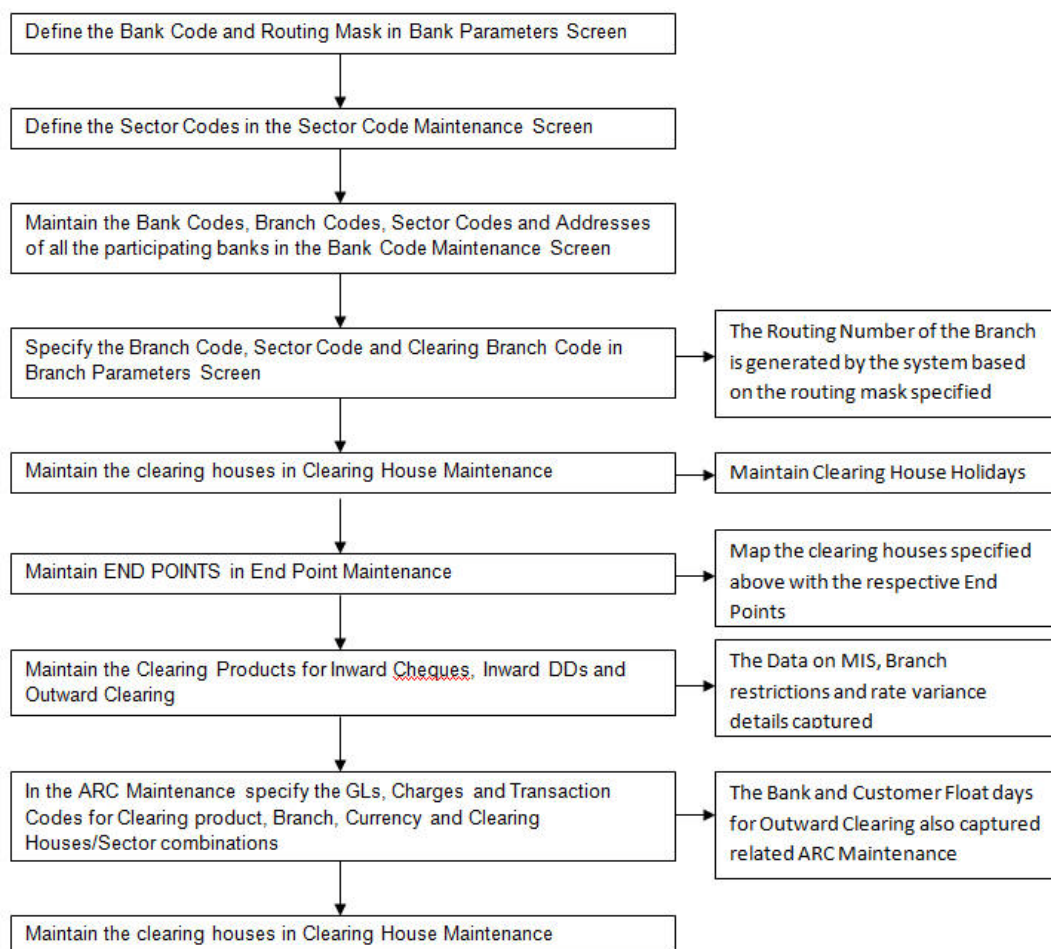 Define the Bank Code and Routing Mask in Bank Parameters Screen
Define the Sector Codes in the Sector Code Maintenance Screen
Maintain the Bank Codes, Branch Codes, Sector Codes and Addresses
of all the participating banks in the Bank Code Maintenance Screen
Specify the Branch Code, Sector Code and Clearing Branch Code in
Branch Parameters Screen
The Routing Number of the Branch
is generated by the system based
on the routing mask specified
Maintain the clearing houses in Clearing House Maintenance
Maintain Clearing House Holidays
Maintain END POINTS in End Point Maintenance
Map the clearing houses specified
above with the respective End
Points
Maintain the Clearing Products for Inward Cheques, Inward DDs and
Outward Clearing
The Data on MIS, Branch
restrictions and rate variance
details captured
In the ARC Maintenance specify the GLs, Charges and Transaction
Codes for Clearing product, Branch, Currency and Clearing
Houses/Sector combinations
The Bank and Customer Float days
for Outward Clearing also captured
related ARC Maintenance
Maintain the clearing houses in Clearing House Maintenance